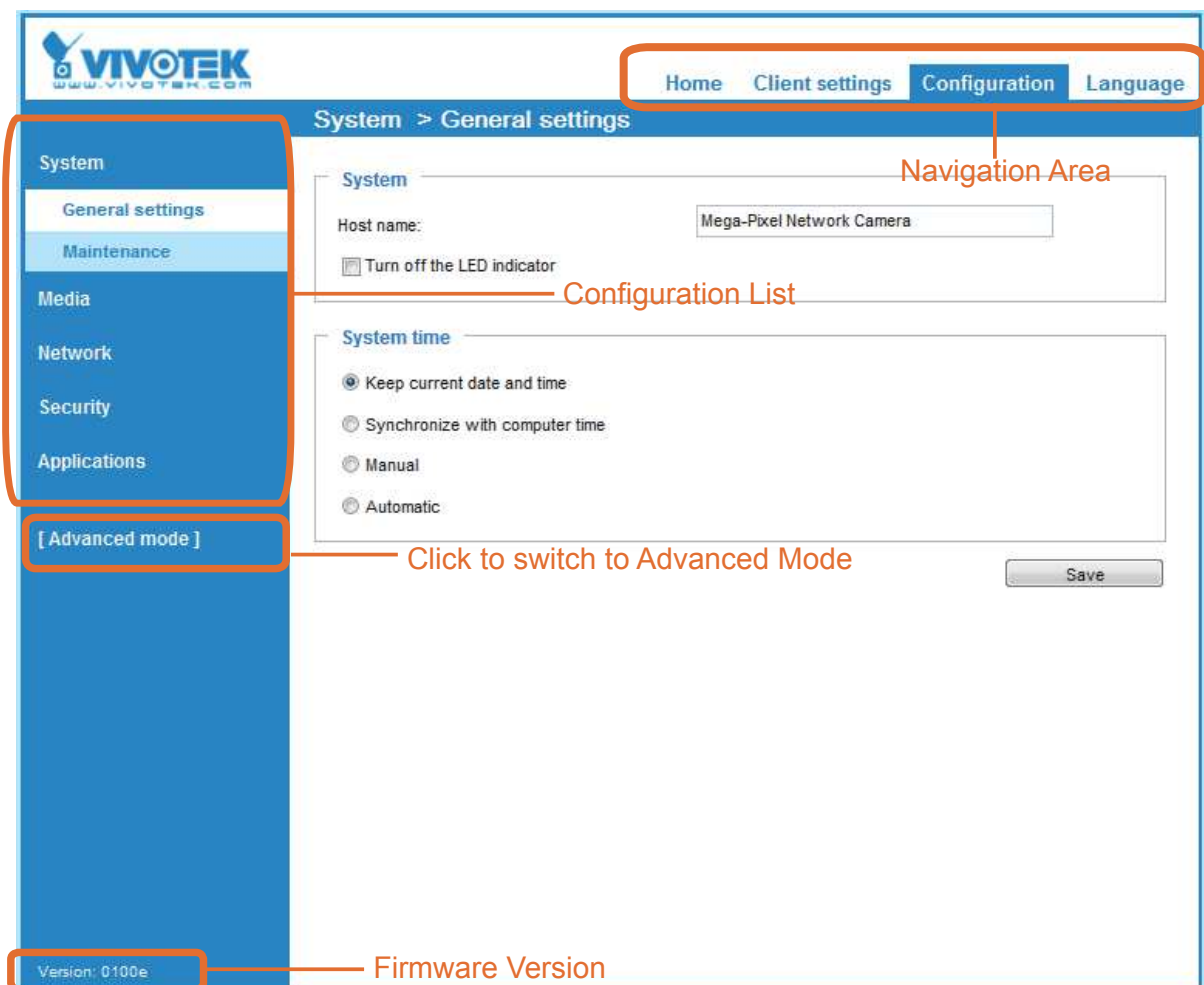 VIVOTEK
www.vivotek.com
Home Client settings Configuration Language
System > General settings
Navigation Area
System
General settings
Maintenance
Media
Network
Security
Applications
[ Advanced mode ]
Version: 0100e
System
Host name: Mega-Pixel Network Camera
Turn off the LED indicator
Configuration List
System time
Keep current date and time
Synchronize with computer time
Manual
Automatic
Click to switch to Advanced Mode
Save
Firmware Version